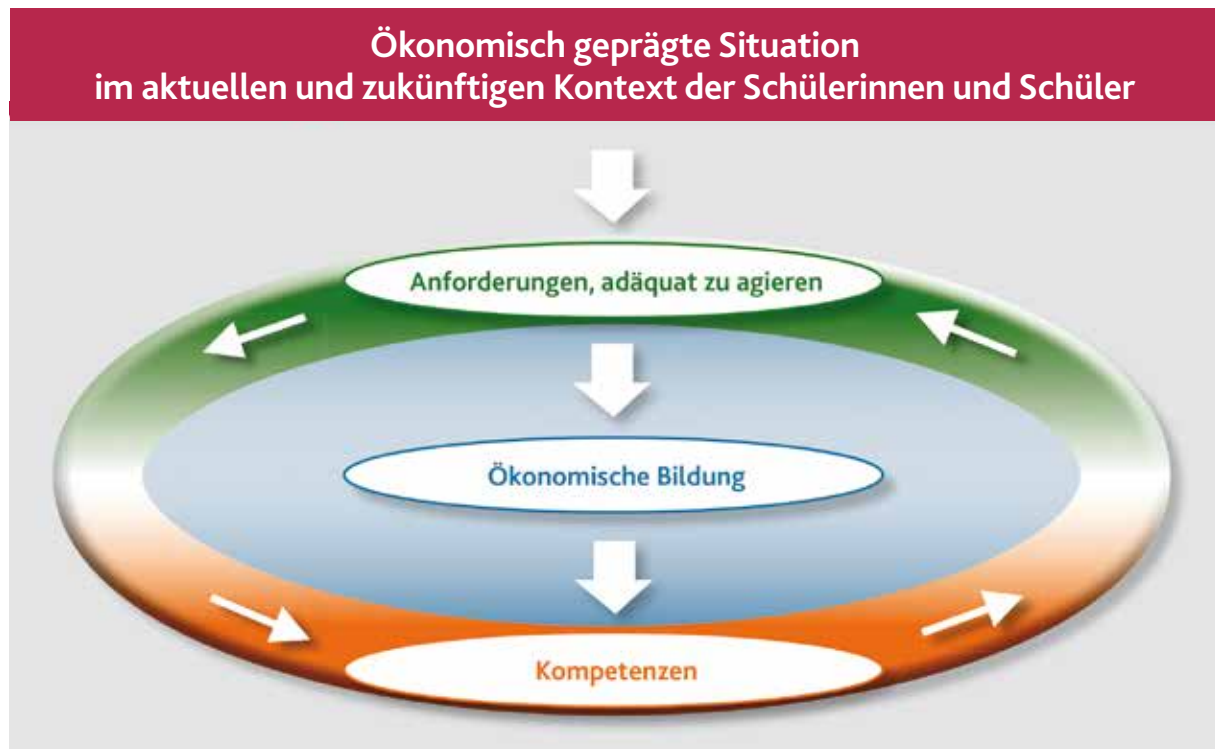 Ökonomisch geprägte Situation
im aktuellen und zukünftigen Kontext der Schülerinnen und Schüler
Anforderungen, adäquat zu agieren
Ökonomische Bildung
Kompetenzen